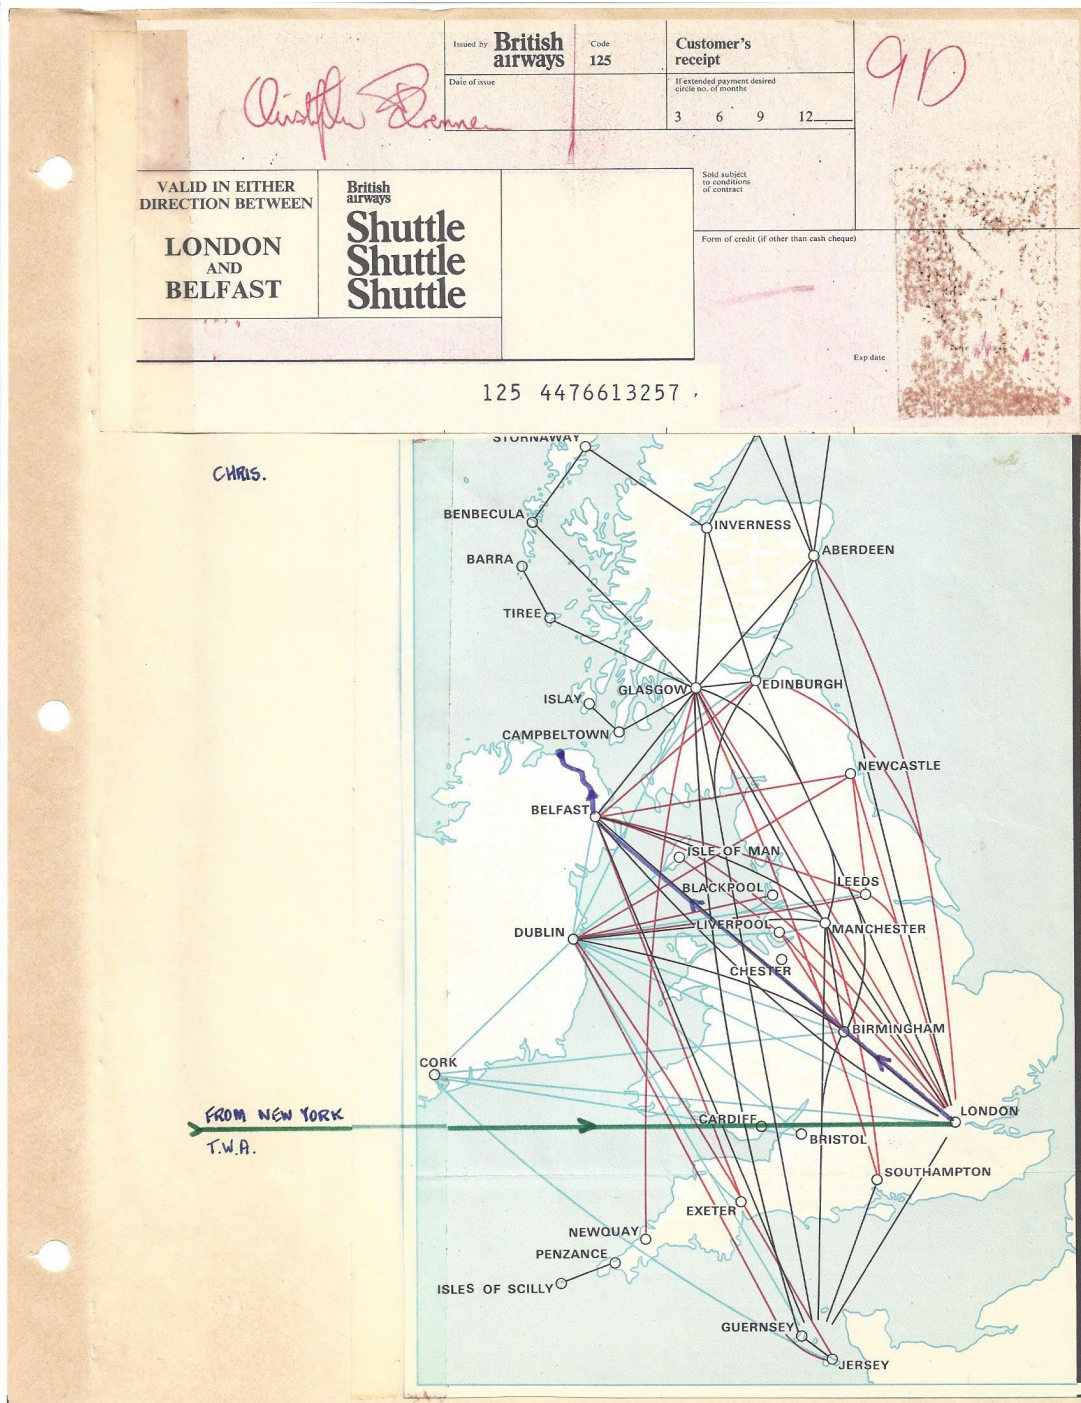 Issued by British airways
Code
125
Customer's
receipt
9D
Date of issue
If extended payment desired
circle no. of months
3 6 9 12
VALID IN EITHER
DIRECTION BETWEEN
LONDON
AND
BELFAST
British
airways
Shuttle
Shuttle
Shuttle
Sold subject
to conditions
of contract
Form of credit (if other than cash cheque)
Exp date
125 4476613257
CHRIS.
STORNAWAY
BENBECULA
INVERNESS
ABERDEEN
BARRA
TIREE
GLASGOW
EDINBURGH
ISLAY
CAMPBELTOWN
NEWCASTLE
BELFAST
ISLE OF MAN
BLACKPOOL
LEEDS
LIVERPOOL
MANCHESTER
DUBLIN
CHESTER
BIRMINGHAM
CORK
FROM NEW YORK
T.W.A.
CARDIFF
LONDON
BRISTOL
SOUTHAMPTON
EXETER
NEWQUAY
PENZANCE
ISLES OF SCILLY
GUERNSEY
JERSEY